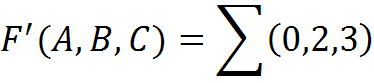 F′(A, B, C) = ∑(0,2,3)